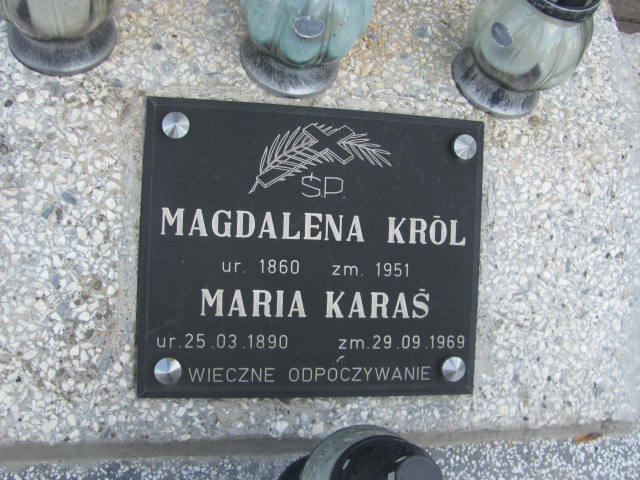 ŚP.
MAGDALENA KRÓL
ur. 1860 zm. 1951
MARIA KARAŚ
ur. 25.03.1890 zm. 29.09.1969
WIECZNE ODPOCZYWANIE